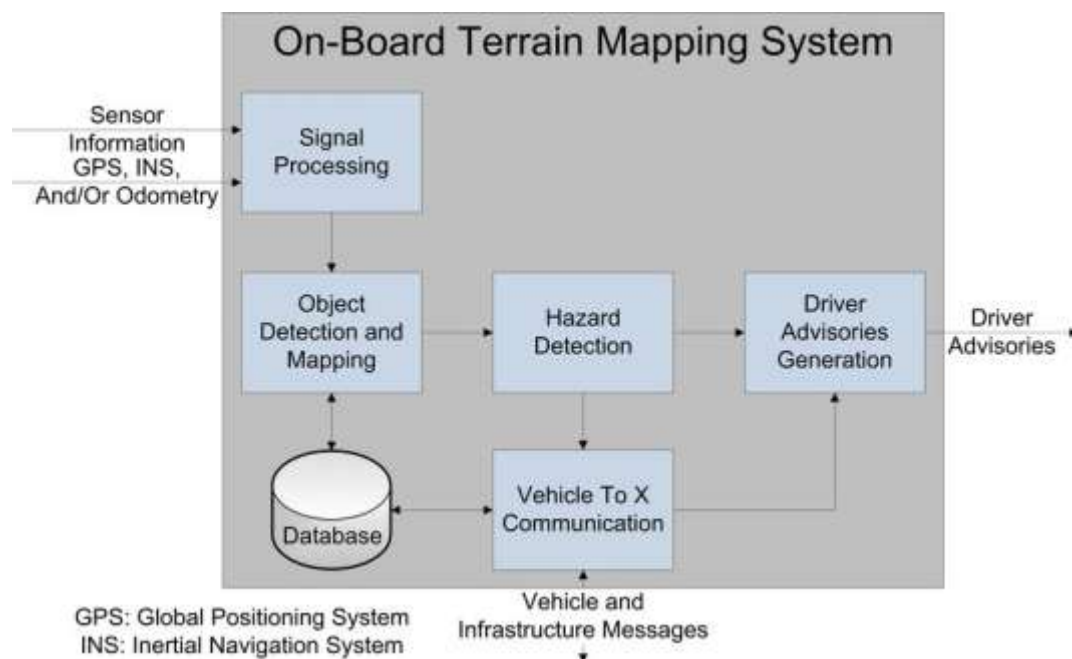 On-Board Terrain Mapping System
Sensor
Information
GPS, INS,
And/Or Odometry
Signal
Processing
Object
Detection and
Mapping
Hazard
Detection
Driver
Advisories
Generation
Driver
Advisories
Database
Vehicle To X
Communication
Vehicle and
Infrastructure Messages
GPS: Global Positioning System
INS: Inertial Navigation System